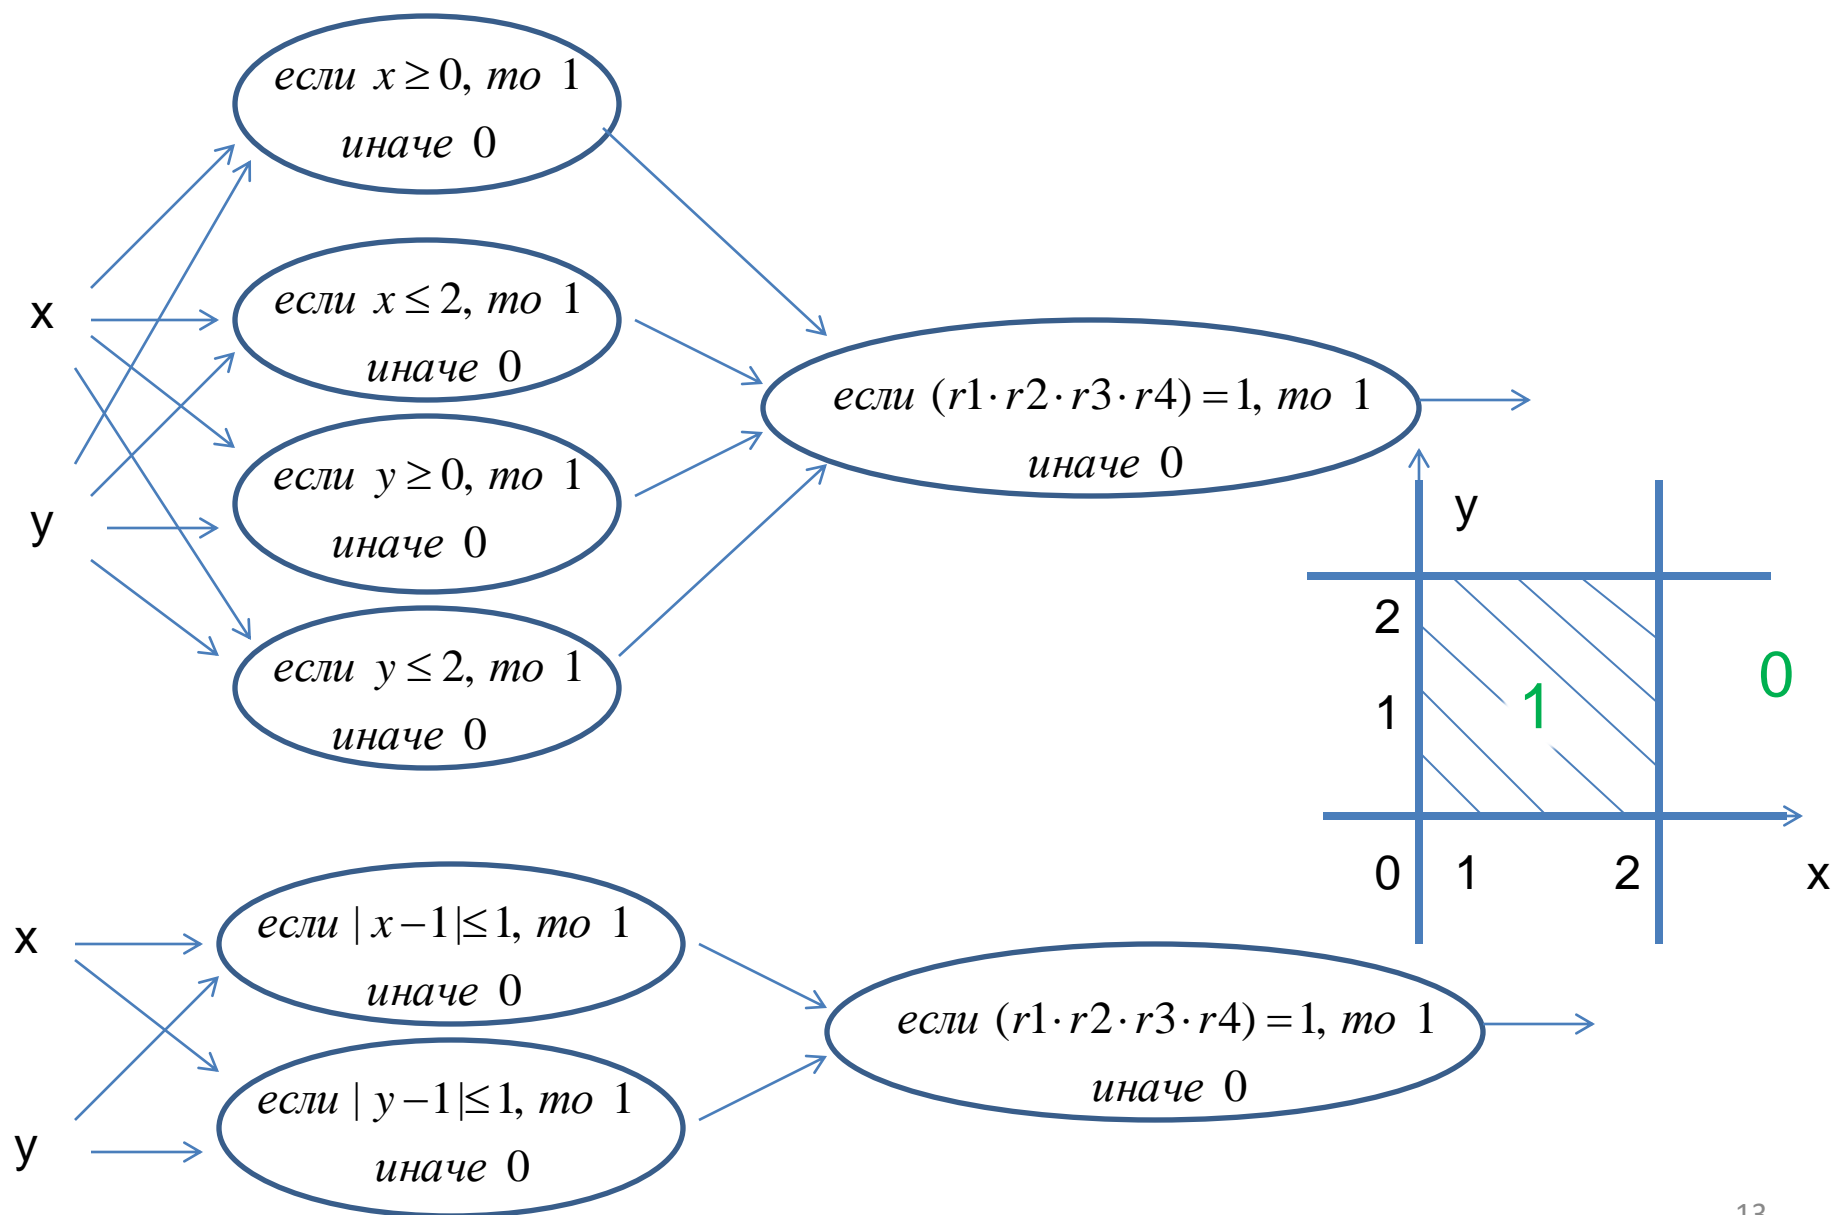 если x ≥ 0, то 1
иначе 0
x
если x ≤ 2, то 1
иначе 0
y
если y ≥ 0, то 1
иначе 0
если y ≤ 2, то 1
иначе 0
если (r1·r2·r3·r4) = 1, то 1
иначе 0
y
2
1
1
0
0
1
2
x
x
если |x−1|≤1, то 1
иначе 0
y
если |y−1|≤1, то 1
иначе 0
если (r1·r2·r3·r4) = 1, то 1
иначе 0
13